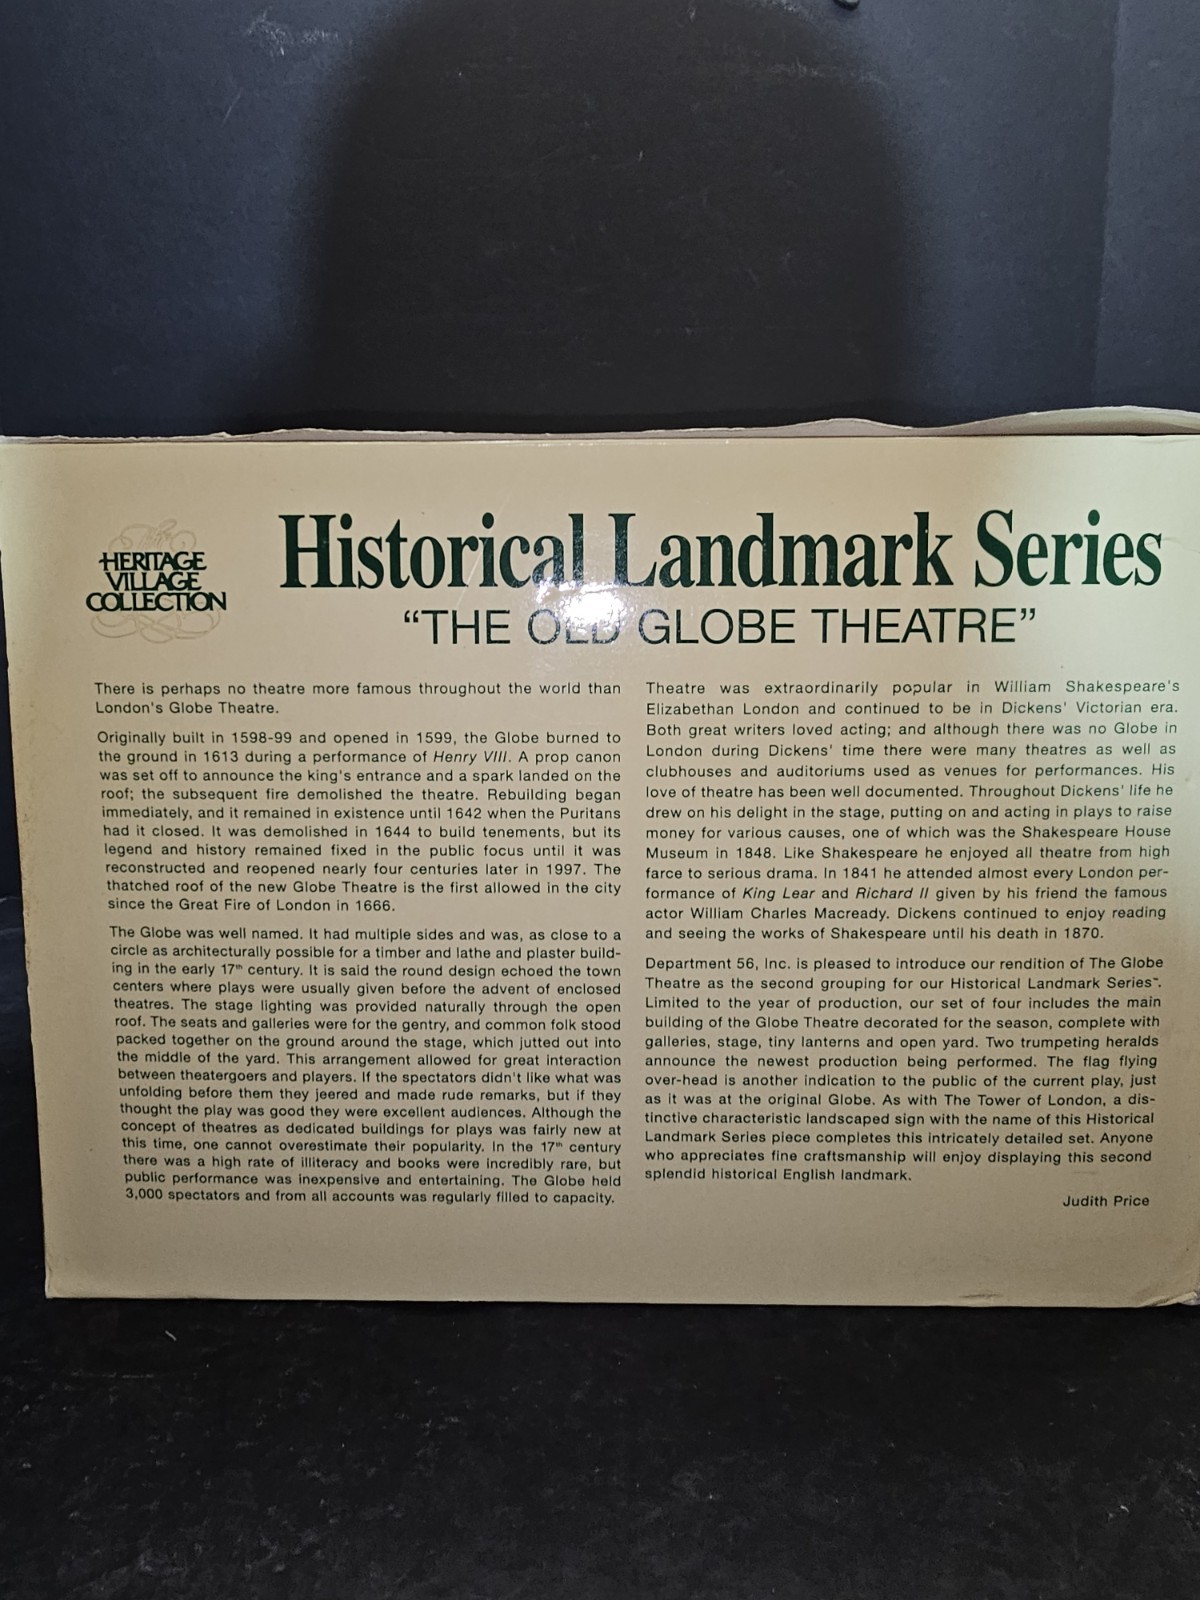 HERITAGE
VILLAGE
COLLECTION
Historical Landmark Series
“THE OLD GLOBE THEATRE”
There is perhaps no theatre more famous throughout the world than
London's Globe Theatre.
Originally built in 1598-99 and opened in 1599, the Globe burned to
the ground in 1613 during a performance of Henry VIII. A prop canon
was set off to announce the king's entrance and a spark landed on the
roof; the subsequent fire demolished the theatre. Rebuilding began
immediately, and it remained in existence until 1642 when the Puritans
had it closed. It was demolished in 1644 to build tenements, but its
legend and history remained fixed in the public focus until it was
reconstructed and reopened nearly four centuries later in 1997. The
thatched roof of the new Globe Theatre is the first allowed in the city
since the Great Fire of London in 1666.
The Globe was well named. It had multiple sides and was, as close to a
circle as architecturally possible for a timber and lathe and plaster build-
ing in the early 17th century. It is said the round design echoed the town
centers where plays were usually given before the advent of enclosed
theatres. The stage lighting was provided naturally through the open
roof. The seats and galleries were for the gentry, and common folk stood
packed together on the ground around the stage, which jutted out into
the middle of the yard. This arrangement allowed for great interaction
between theatergoers and players. If the spectators didn't like what was
unfolding before them they jeered and made rude remarks, but if they
thought the play was good they were excellent audiences. Although the
concept of theatres as dedicated buildings for plays was fairly new at
this time, one cannot overestimate their popularity. In the 17th century
there was a high rate of illiteracy and books were incredibly rare, but
public performance was inexpensive and entertaining. The Globe held
3,000 spectators and from all accounts was regularly filled to capacity.
Theatre was extraordinarily popular in William Shakespeare's
Elizabethan London and continued to be in Dickens' Victorian era.
Both great writers loved acting; and although there was no Globe in
London during Dickens' time there were many theatres as well as
clubhouses and auditoriums used as venues for performances. His
love of theatre has been well documented. Throughout Dickens' life he
drew on his delight in the stage, putting on and acting in plays to raise
money for various causes, one of which was the Shakespeare House
Museum in 1848. Like Shakespeare he enjoyed all theatre from high
farce to serious drama. In 1841 he attended almost every London per-
formance of King Lear and Richard II given by his friend the famous
actor William Charles Macready. Dickens continued to enjoy reading
and seeing the works of Shakespeare until his death in 1870.
Department 56, Inc. is pleased to introduce our rendition of The Globe
Theatre as the second grouping for our Historical Landmark Series™.
Limited to the year of production, our set of four includes the main
building of the Globe Theatre decorated for the season, complete with
galleries, stage, tiny lanterns and open yard. Two trumpeting heralds
announce the newest production being performed. The flag flying
over-head is another indication to the public of the current play, just
as it was at the original Globe. As with The Tower of London, a dis-
tinctive characteristic landscaped sign with the name of this Historical
Landmark Series piece completes this intricately detailed set. Anyone
who appreciates fine craftsmanship will enjoy displaying this second
splendid historical English landmark.
Judith Price